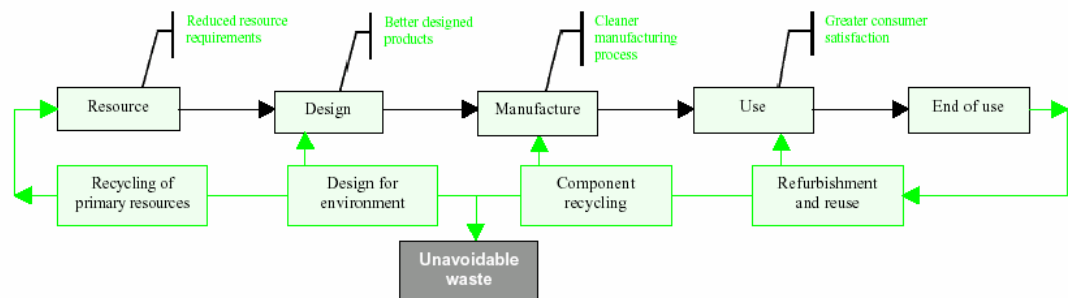 Reduced resource
requirements
Better designed
products
Cleaner
manufacturing
process
Greater consumer
satisfaction
Resource
Design
Manufacture
Use
End of use
Recycling of
primary resources
Design for
environment
Component
recycling
Refurbishment
and reuse
Unavoidable
waste